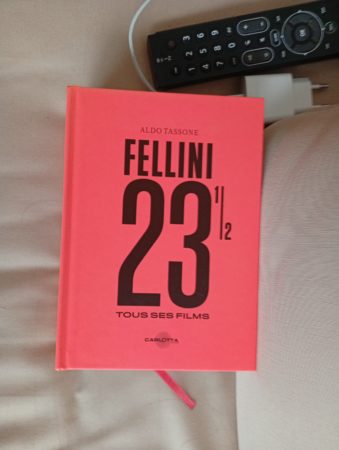 ALDO TASSONE
FELLINI
23 1/2
TOUS SES FILMS
CARLOTTA